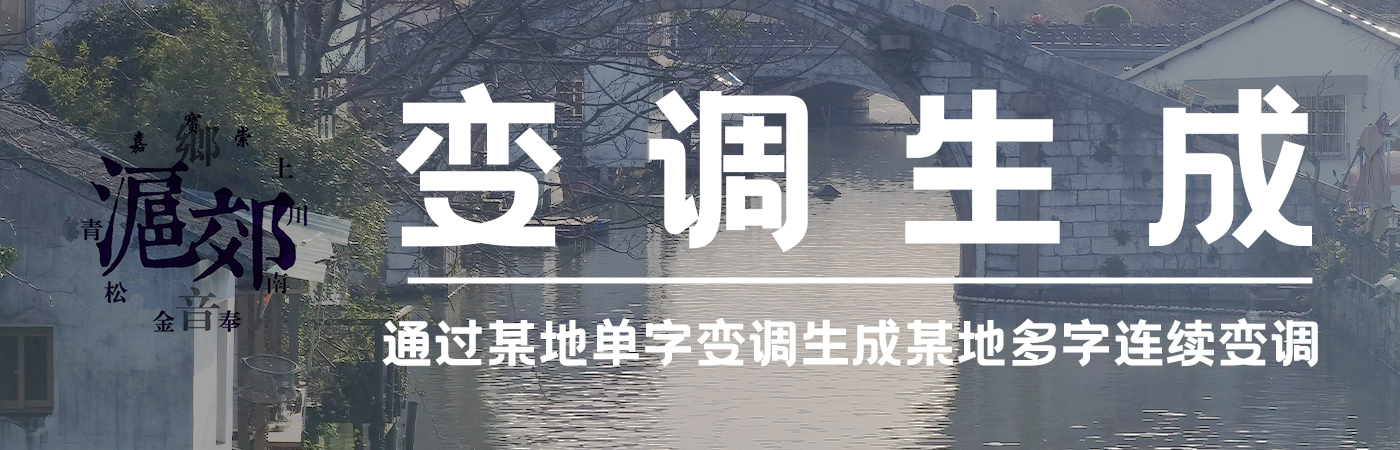 变调生成
通过某地单字变调生成某地多字连续变调
嘉 宝 崇
鄉 上
滬郊
青 川
松 南
金 音 奉